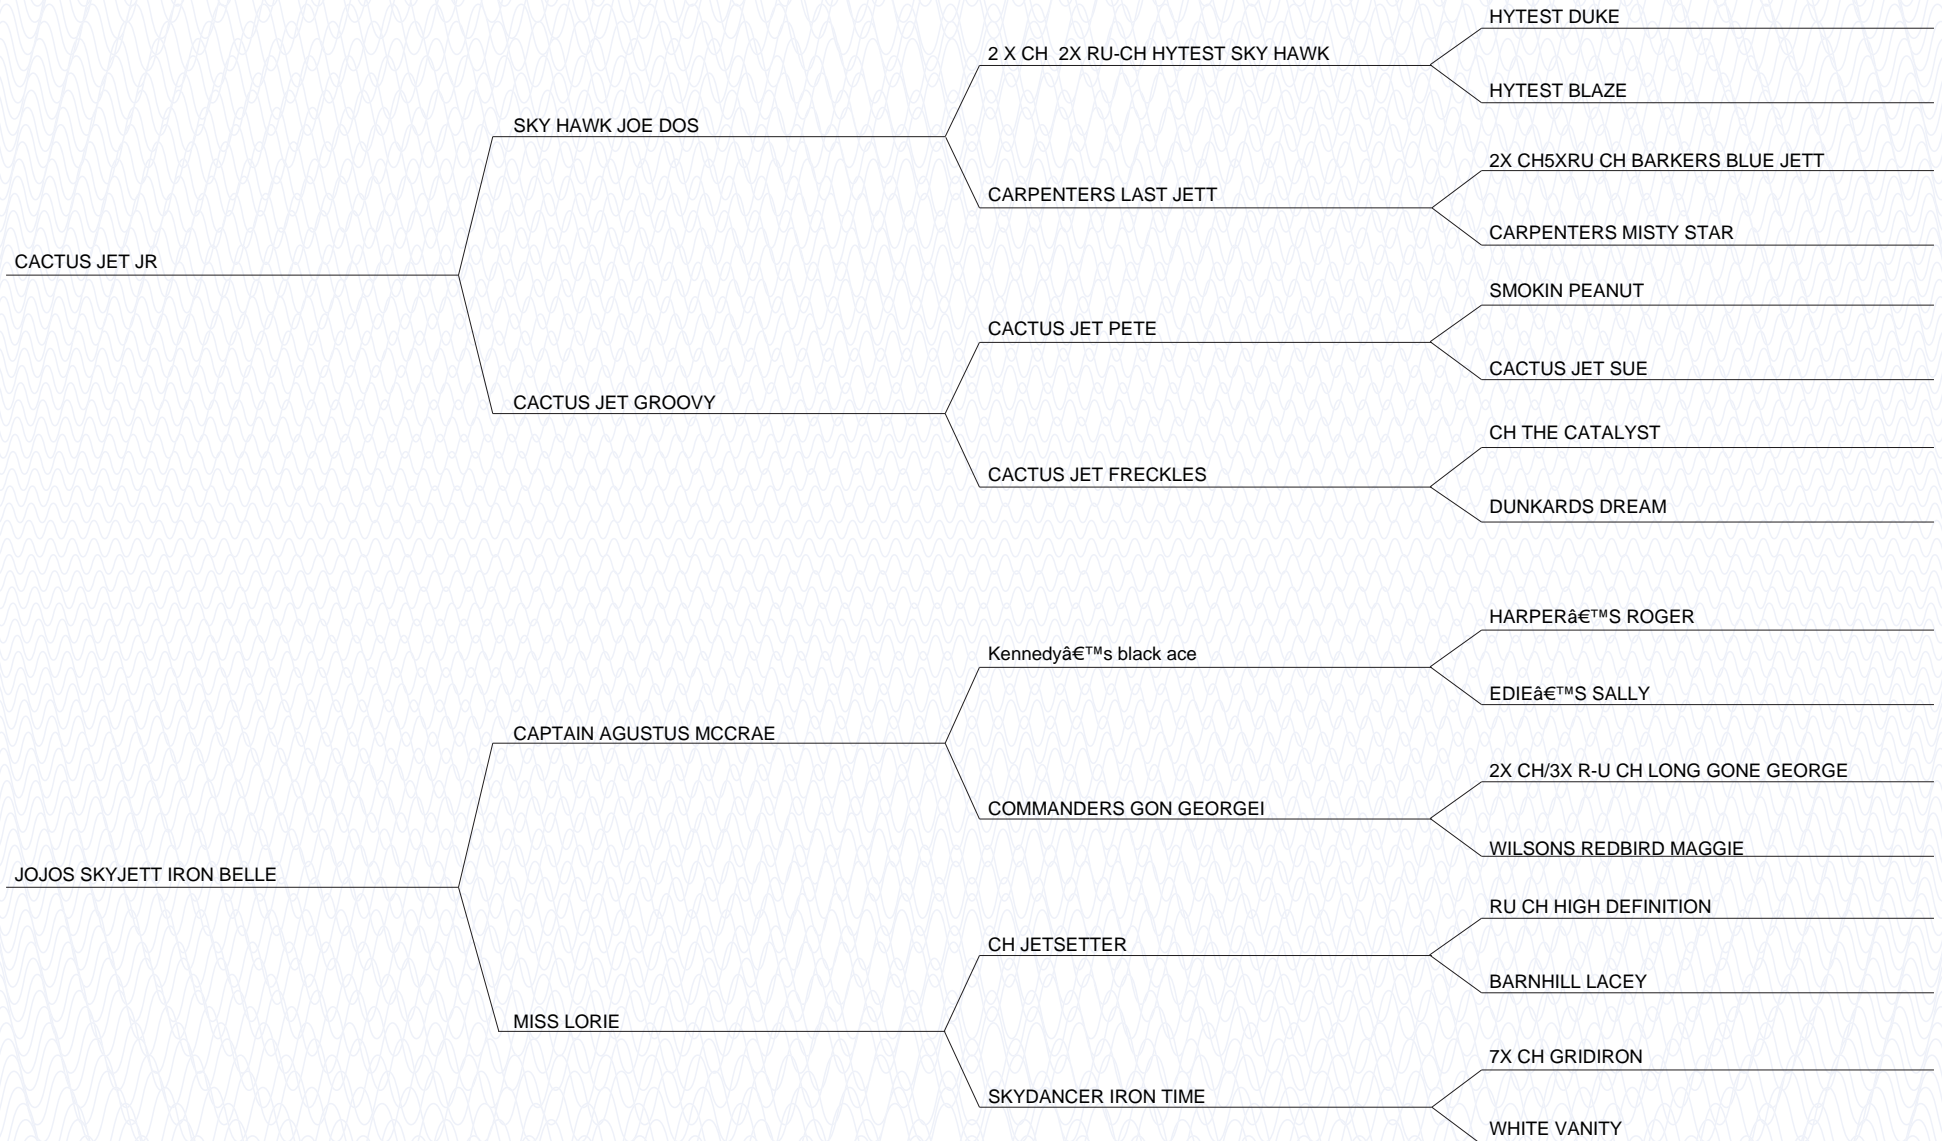 HYTEST DUKE
2 X CH  2X RU-CH HYTEST SKY HAWK
HYTEST BLAZE
SKY HAWK JOE DOS
2X CH5XRU CH BARKERS BLUE JETT
CARPENTERS LAST JETT
CARPENTERS MISTY STAR
CACTUS JET JR
SMOKIN PEANUT
CACTUS JET PETE
CACTUS JET SUE
CACTUS JET GROOVY
CH THE CATALYST
CACTUS JET FRECKLES
DUNKARDS DREAM
HARPERâ€™S ROGER
Kennedyâ€™s black ace
EDIEâ€™S SALLY
CAPTAIN AGUSTUS MCCRAE
2X CH/3X R-U CH LONG GONE GEORGE
COMMANDERS GON GEORGEI
WILSONS REDBIRD MAGGIE
JOJOS SKYJETT IRON BELLE
RU CH HIGH DEFINITION
CH JETSETTER
BARNHILL LACEY
MISS LORIE
7X CH GRIDIRON
SKYDANCER IRON TIME
WHITE VANITY